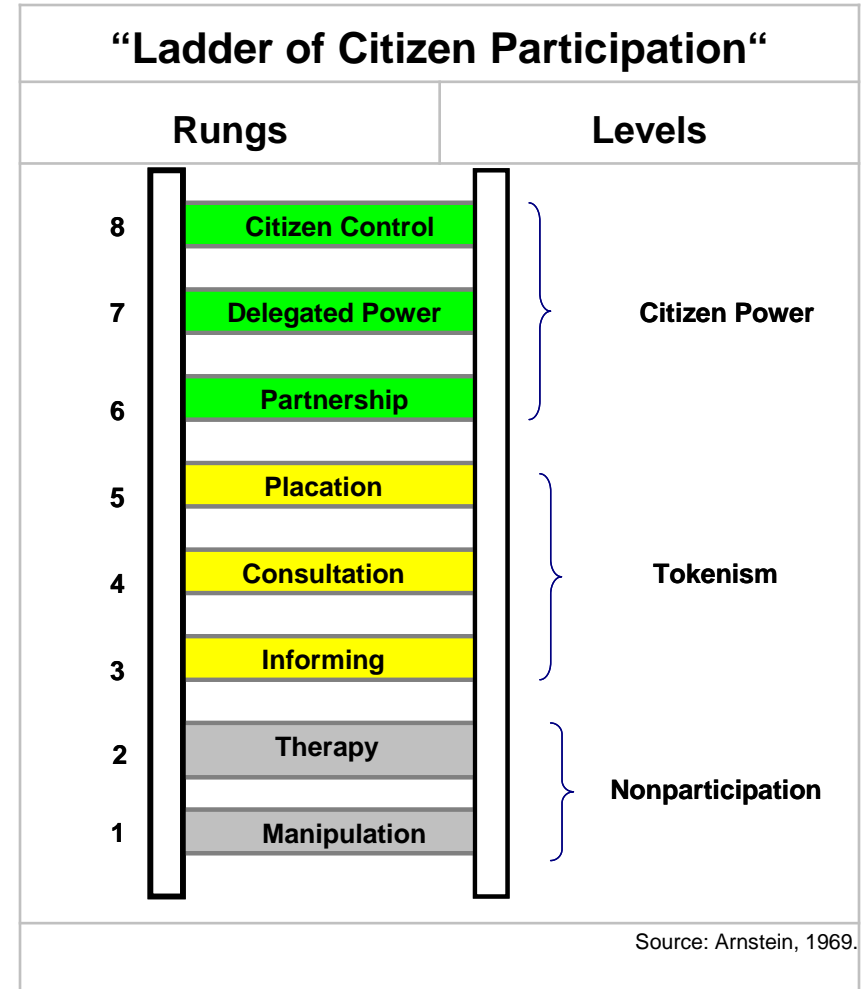 “Ladder of Citizen Participation“
Rungs Levels
8 Citizen Control
7 Delegated Power Citizen Power
6 Partnership
5 Placation
4 Consultation Tokenism
3 Informing
2 Therapy
Nonparticipation
1 Manipulation
Source: Arnstein, 1969.